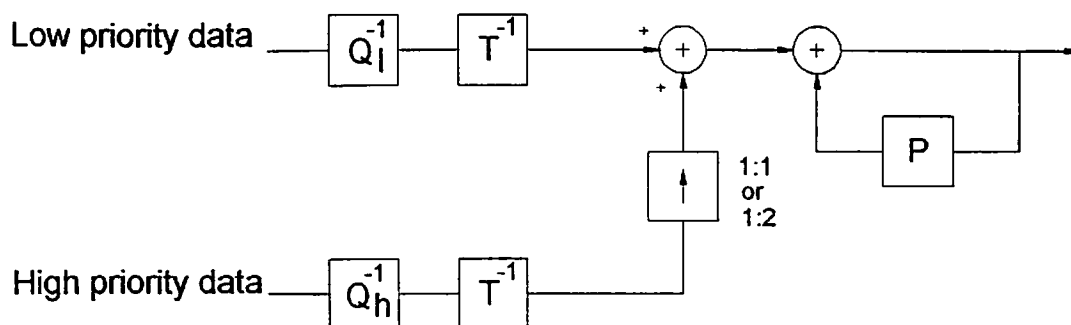 Low priority data
Q_l^-1
T^-1
+
+
+
+
P
1:1
or
1:2
High priority data
Q_h^-1
T^-1